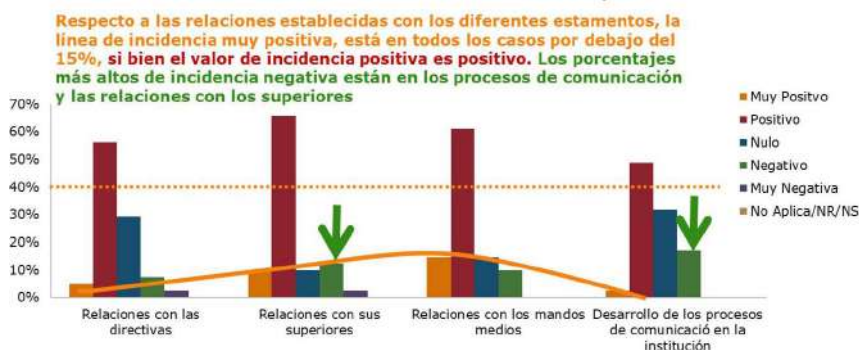 Respecto a las relaciones establecidas con los diferentes estamentos, la
línea de incidencia muy positiva, está en todos los casos por debajo del
15%, si bien el valor de incidencia positiva es positivo. Los porcentajes
más altos de incidencia negativa están en los procesos de comunicación
y las relaciones con los superiores
70%
60%
50%
40%
30%
20%
10%
0%
Muy Positvo
Positivo
Nulo
Negativo
Muy Negativa
No Aplica/NR/NS
Relaciones con las
directivas
Relaciones con sus
superiores
Relaciones con los mandos
medios
Desarrollo de los procesos
de comunicació en la
institución